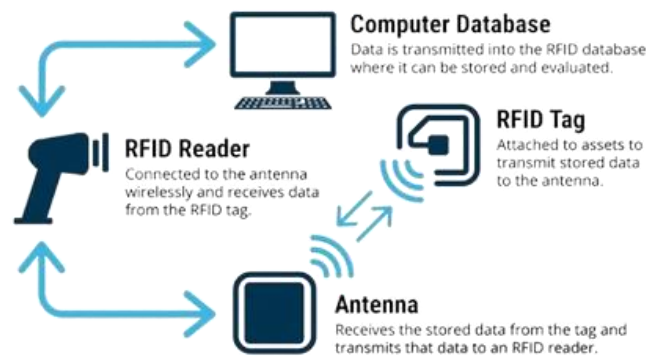 Computer Database
Data is transmitted into the RFID database
where it can be stored and evaluated.
RFID Tag
Attached to assets to
transmit stored data
to the antenna.
RFID Reader
Connected to the antenna
wirelessly and receives data
from the RFID tag.
Antenna
Receives the stored data from the tag and
transmits that data to an RFID reader.